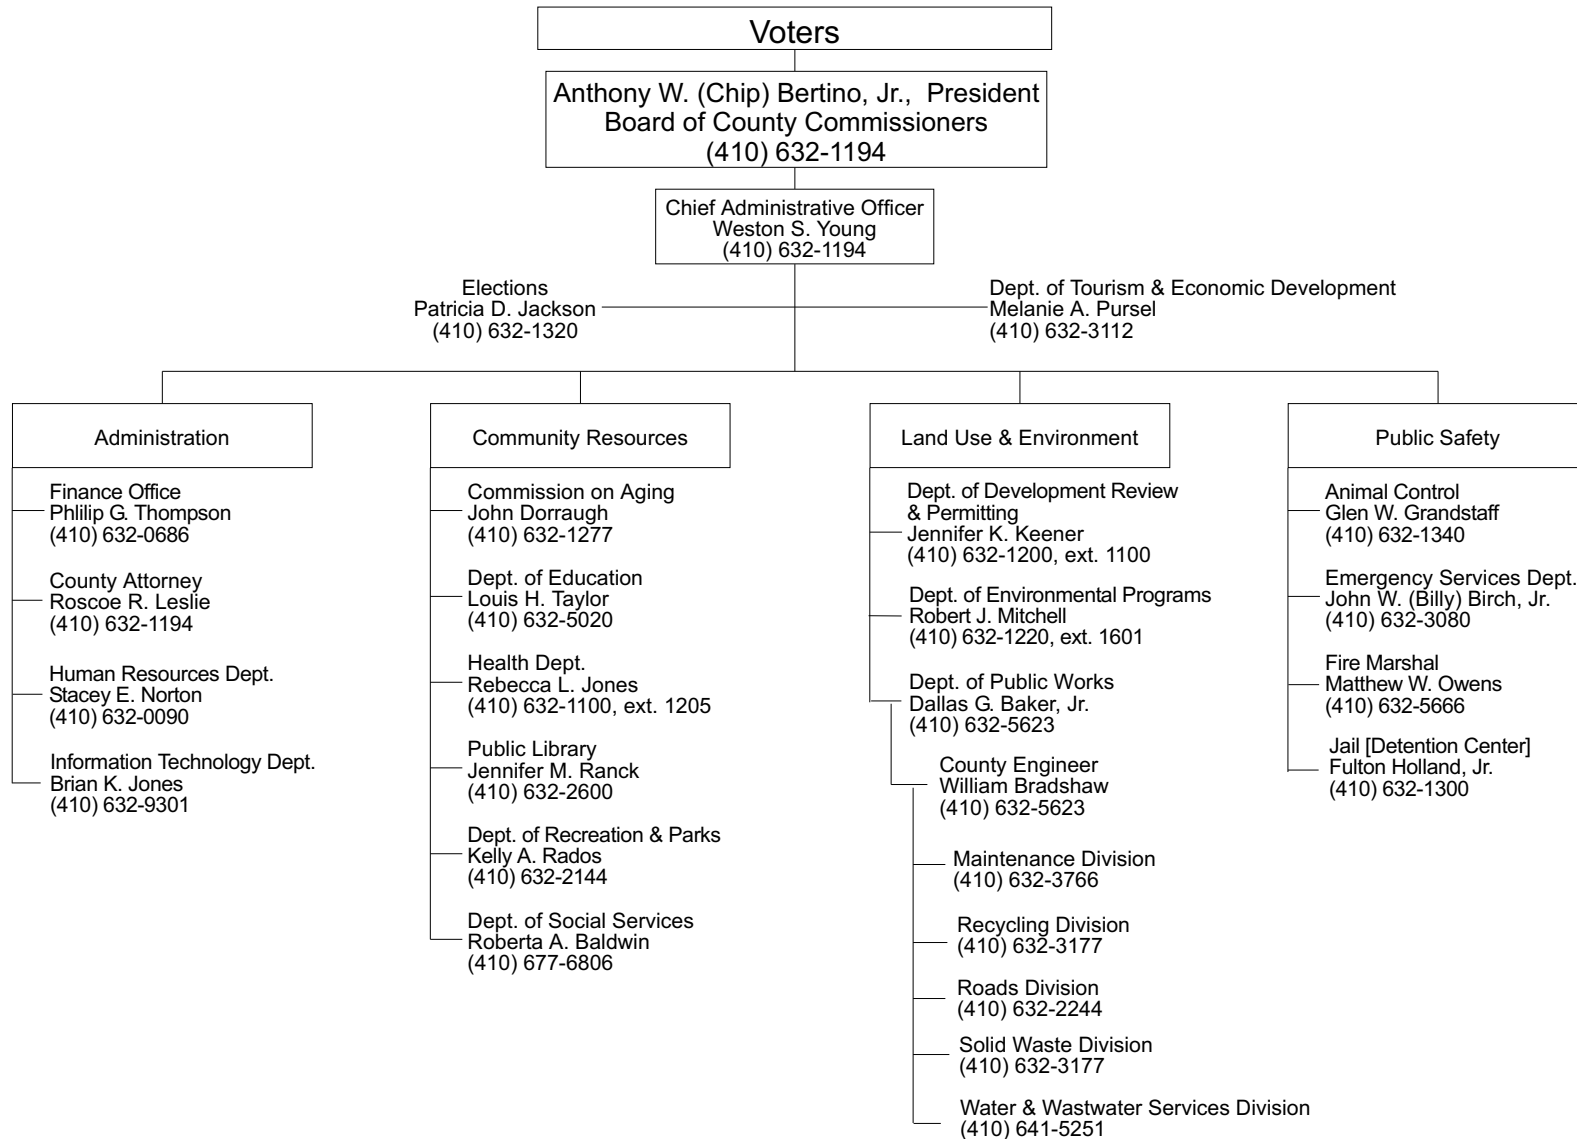 Voters
Anthony W. (Chip) Bertino, Jr., President
Board of County Commissioners
(410) 632-1194
Chief Administrative Officer
Weston S. Young
(410) 632-1194
Elections
Patricia D. Jackson
(410) 632-1320
Dept. of Tourism & Economic Development
Melanie A. Pursel
(410) 632-3112
Administration
Finance Office
Phlilip G. Thompson
(410) 632-0686
County Attorney
Roscoe R. Leslie
(410) 632-1194
Human Resources Dept.
Stacey E. Norton
(410) 632-0090
Information Technology Dept.
Brian K. Jones
(410) 632-9301
Community Resources
Commission on Aging
John Dorraugh
(410) 632-1277
Dept. of Education
Louis H. Taylor
(410) 632-5020
Health Dept.
Rebecca L. Jones
(410) 632-1100, ext. 1205
Public Library
Jennifer M. Ranck
(410) 632-2600
Dept. of Recreation & Parks
Kelly A. Rados
(410) 632-2144
Dept. of Social Services
Roberta A. Baldwin
(410) 677-6806
Land Use & Environment
Dept. of Development Review
& Permitting
Jennifer K. Keener
(410) 632-1200, ext. 1100
Dept. of Environmental Programs
Robert J. Mitchell
(410) 632-1220, ext. 1601
Dept. of Public Works
Dallas G. Baker, Jr.
(410) 632-5623
County Engineer
William Bradshaw
(410) 632-5623
Maintenance Division
(410) 632-3766
Recycling Division
(410) 632-3177
Roads Division
(410) 632-2244
Solid Waste Division
(410) 632-3177
Water & Wastwater Services Division
(410) 641-5251
Public Safety
Animal Control
Glen W. Grandstaff
(410) 632-1340
Emergency Services Dept.
John W. (Billy) Birch, Jr.
(410) 632-3080
Fire Marshal
Matthew W. Owens
(410) 632-5666
Jail [Detention Center]
Fulton Holland, Jr.
(410) 632-1300